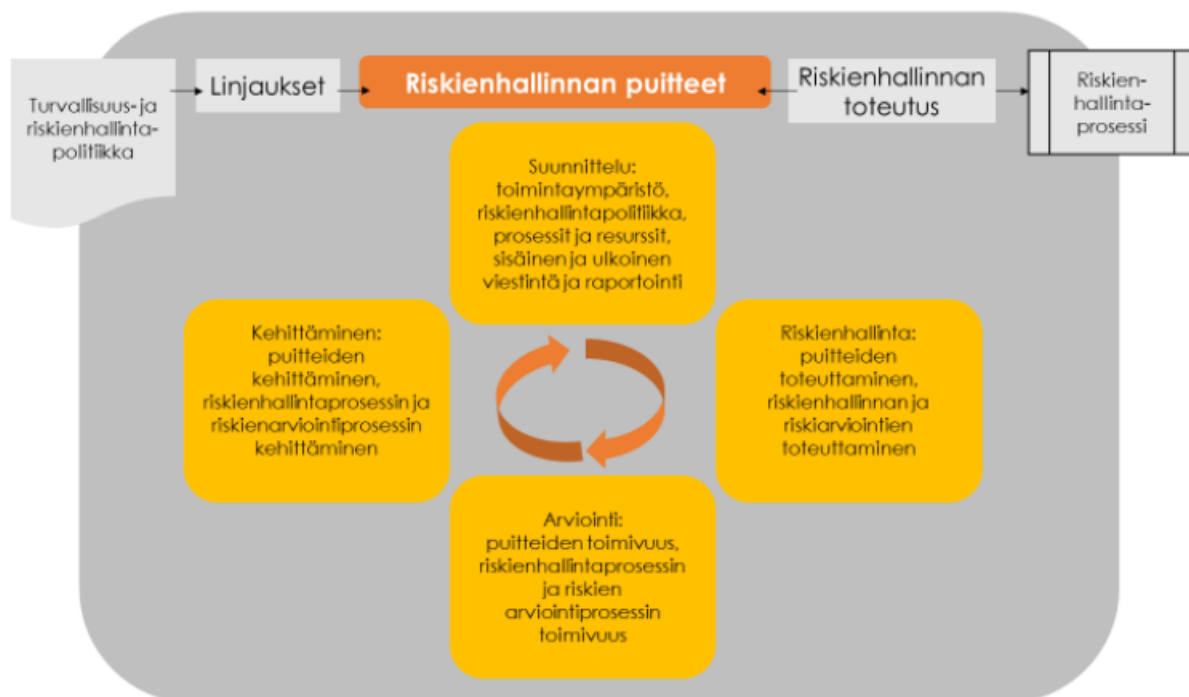 Turvallisuus- ja
riskienhallinta-
politiikka
Linjaukset
Riskienhallinnan puitteet
Riskienhallinnan
toteutus
Riskien-
hallinta-
prosessi
Suunnittelu:
toimintaympäristö,
riskienhallintapolitiikka,
prosessit ja resurssit,
sisäinen ja ulkoinen
viestintä ja raportointi
Kehittäminen:
puitteiden
kehittäminen,
riskienhallintaprosessin ja
riskienarviointiprosessin
kehittäminen
Riskienhallinta:
puitteiden
toteuttaminen,
riskienhallinnan ja
riskiarviointien
toteuttaminen
Arviointi:
puitteiden toimivuus,
riskienhallintaprosessin
ja riskien
arviointiprosessin
toimivuus